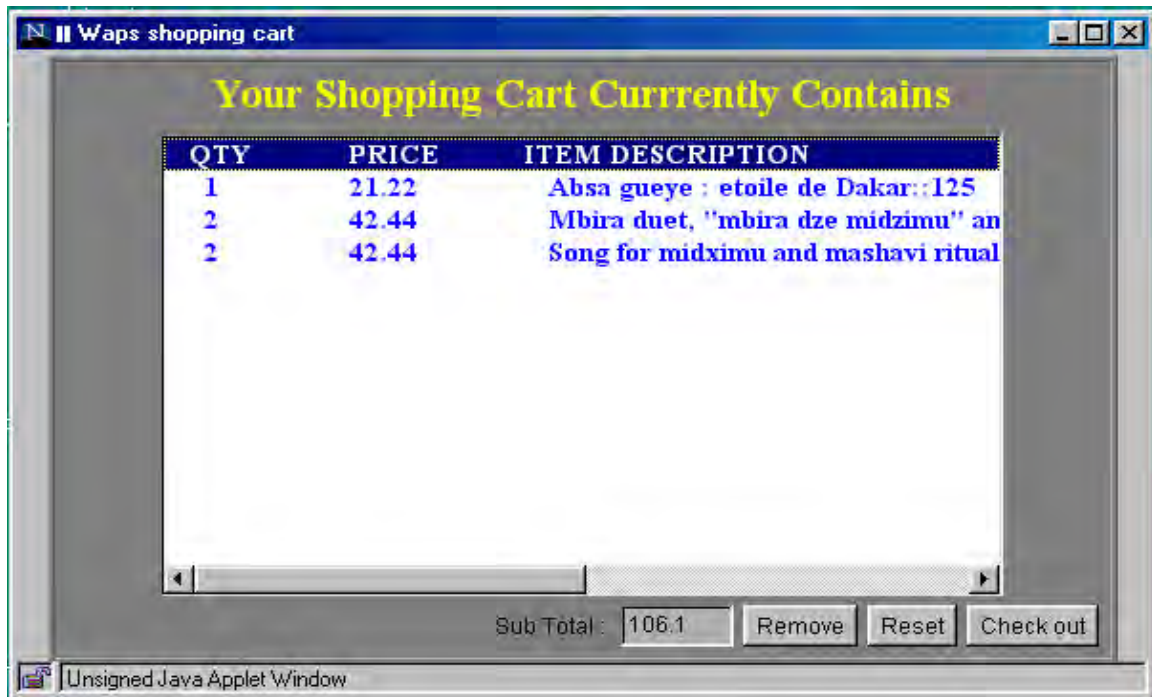 Waps shopping cart
Your Shopping Cart Currrently Contains
QTY PRICE ITEM DESCRIPTION
1 21.22 Absa gueye : etoile de Dakar::125
2 42.44 Mbira duet, "mbira dze midzimu" an
2 42.44 Song for midximu and mashavi ritual
Sub Total : 106.1 Remove Reset Check out
Unsigned Java Applet Window